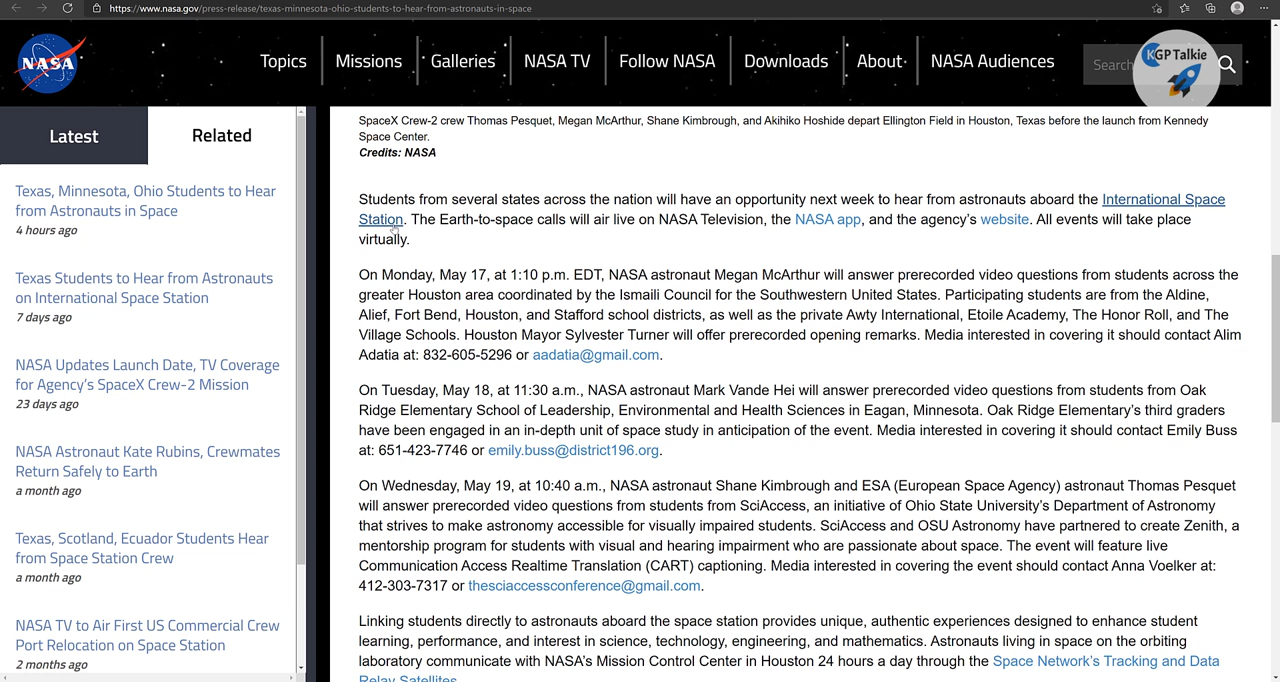 https://www.nasa.gov/press-release/texas-minnesota-ohio-students-to-hear-from-astronauts-in-space
NASA
Topics
Missions
Galleries
NASA TV
Follow NASA
Downloads
About
NASA Audiences
Search
KGP Talkie
Latest
Related
Texas, Minnesota, Ohio Students to Hear
from Astronauts in Space
4 hours ago
Texas Students to Hear from Astronauts
on International Space Station
7 days ago
NASA Updates Launch Date, TV Coverage
for Agency's SpaceX Crew-2 Mission
23 days ago
NASA Astronaut Kate Rubins, Crewmates
Return Safely to Earth
a month ago
Texas, Scotland, Ecuador Students Hear
from Space Station Crew
a month ago
NASA TV to Air First US Commercial Crew
Port Relocation on Space Station
2 months ago
SpaceX Crew-2 crew Thomas Pesquet, Megan McArthur, Shane Kimbrough, and Akihiko Hoshide depart Ellington Field in Houston, Texas before the launch from Kennedy
Space Center.
Credits: NASA
Students from several states across the nation will have an opportunity next week to hear from astronauts aboard the International Space
Station. The Earth-to-space calls will air live on NASA Television, the NASA app, and the agency's website. All events will take place
virtually.
On Monday, May 17, at 1:10 p.m. EDT, NASA astronaut Megan McArthur will answer prerecorded video questions from students across the
greater Houston area coordinated by the Ismaili Council for the Southwestern United States. Participating students are from the Aldine,
Alief, Fort Bend, Houston, and Stafford school districts, as well as the private Awty International, Etoile Academy, The Honor Roll, and The
Village Schools. Houston Mayor Sylvester Turner will offer prerecorded opening remarks. Media interested in covering it should contact Alim
Adatia at: 832-605-5296 or aadatia@gmail.com.
On Tuesday, May 18, at 11:30 a.m., NASA astronaut Mark Vande Hei will answer prerecorded video questions from students from Oak
Ridge Elementary School of Leadership, Environmental and Health Sciences in Eagan, Minnesota. Oak Ridge Elementary's third graders
have been engaged in an in-depth unit of space study in anticipation of the event. Media interested in covering it should contact Emily Buss
at: 651-423-7746 or emily.buss@district196.org.
On Wednesday, May 19, at 10:40 a.m., NASA astronaut Shane Kimbrough and ESA (European Space Agency) astronaut Thomas Pesquet
will answer prerecorded video questions from students from SciAccess, an initiative of Ohio State University's Department of Astronomy
that strives to make astronomy accessible for visually impaired students. SciAccess and OSU Astronomy have partnered to create Zenith, a
mentorship program for students with visual and hearing impairment who are passionate about space. The event will feature live
Communication Access Realtime Translation (CART) captioning. Media interested in covering the event should contact Anna Voelker at:
412-303-7317 or thesciaccessconference@gmail.com.
Linking students directly to astronauts aboard the space station provides unique, authentic experiences designed to enhance student
learning, performance, and interest in science, technology, engineering, and mathematics. Astronauts living in space on the orbiting
laboratory communicate with NASA's Mission Control Center in Houston 24 hours a day through the Space Network's Tracking and Data
Relay Satellites.